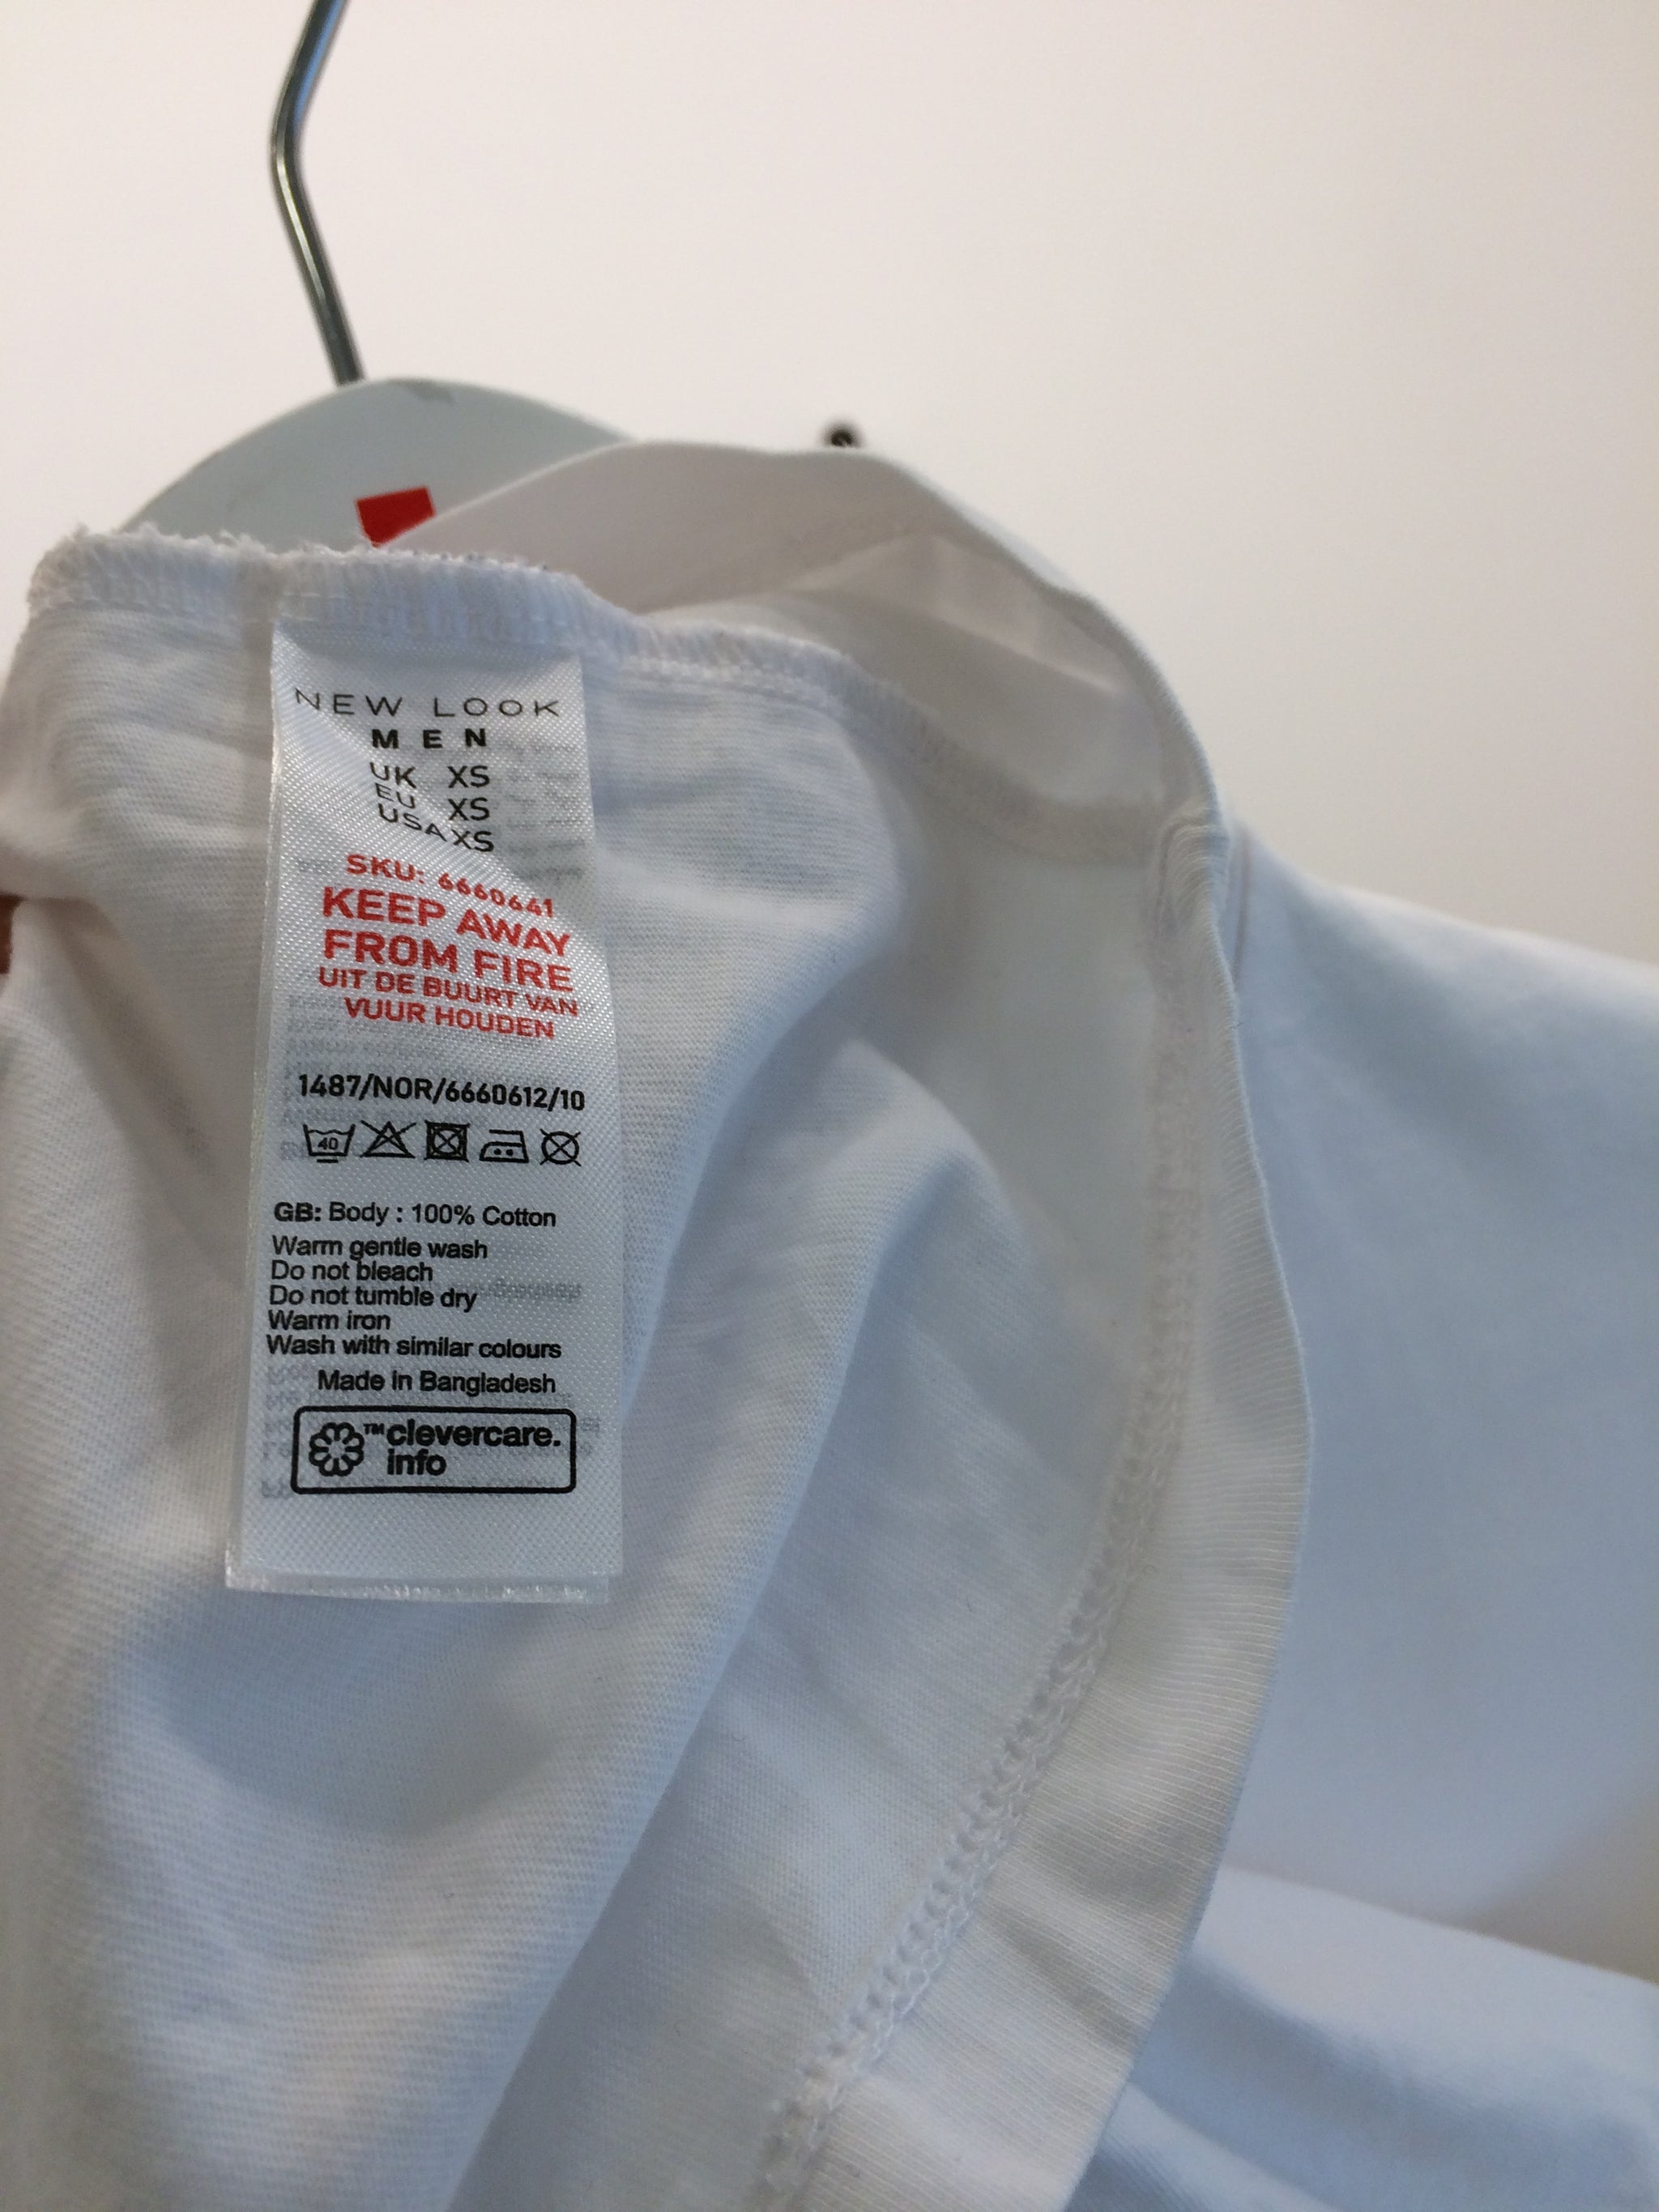 NEW LOOK
MEN
UK XS
EU XS
USA XS
SKU: 6660641
KEEP AWAY
FROM FIRE
UIT DE BUURT VAN
VUUR HOUDEN
1487/NOR/6660612/10
40
GB: Body : 100% Cotton
Warm gentle wash
Do not bleach
Do not tumble dry
Warm iron
Wash with similar colours
Made in Bangladesh
™clevercare.
info